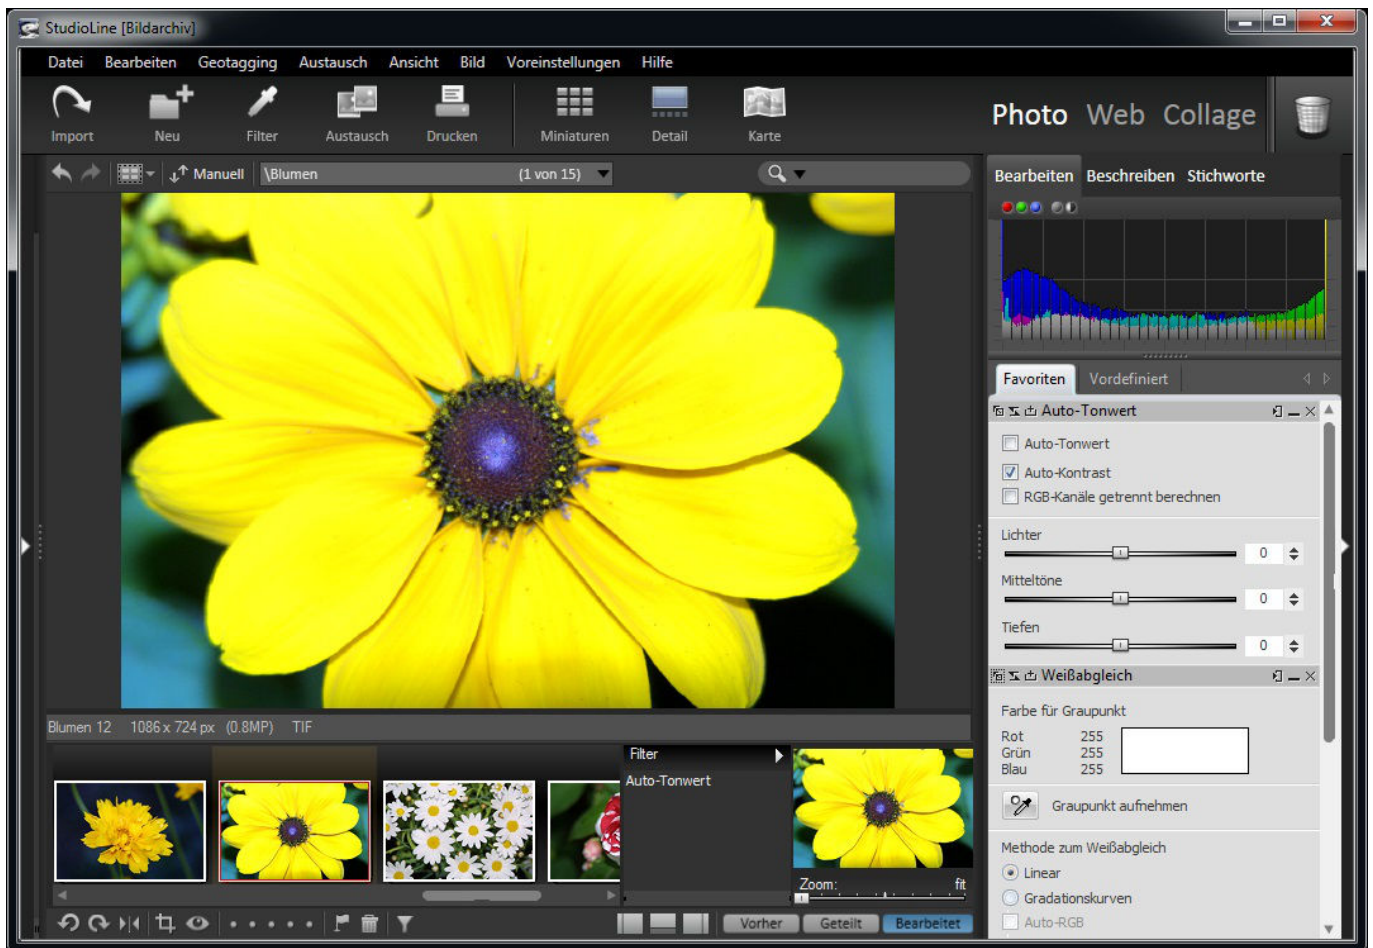 StudioLine [Bildarchiv]
Datei Bearbeiten Geotagging Austausch Ansicht Bild Voreinstellungen Hilfe
Import Neu Filter Austausch Drucken Miniaturen Detail Karte
Photo Web Collage
Manuell \Blumen (1 von 15)
Bearbeiten Beschreiben Stichworte
Favoriten Vordefiniert
Auto-Tonwert
Auto-Tonwert
Auto-Kontrast
RGB-Kanäle getrennt berechnen
Lichter
0
Mitteltöne
0
Tiefen
0
Weißabgleich
Farbe für Graupunkt
Rot 255
Grün 255
Blau 255
Graupunkt aufnehmen
Methode zum Weißabgleich
Linear
Gradationskurven
Auto-RGB
Blumen 12 1086 x 724 px (0.8MP) TIF
Filter
Auto-Tonwert
Zoom: fit
Vorher Geteilt Bearbeitet